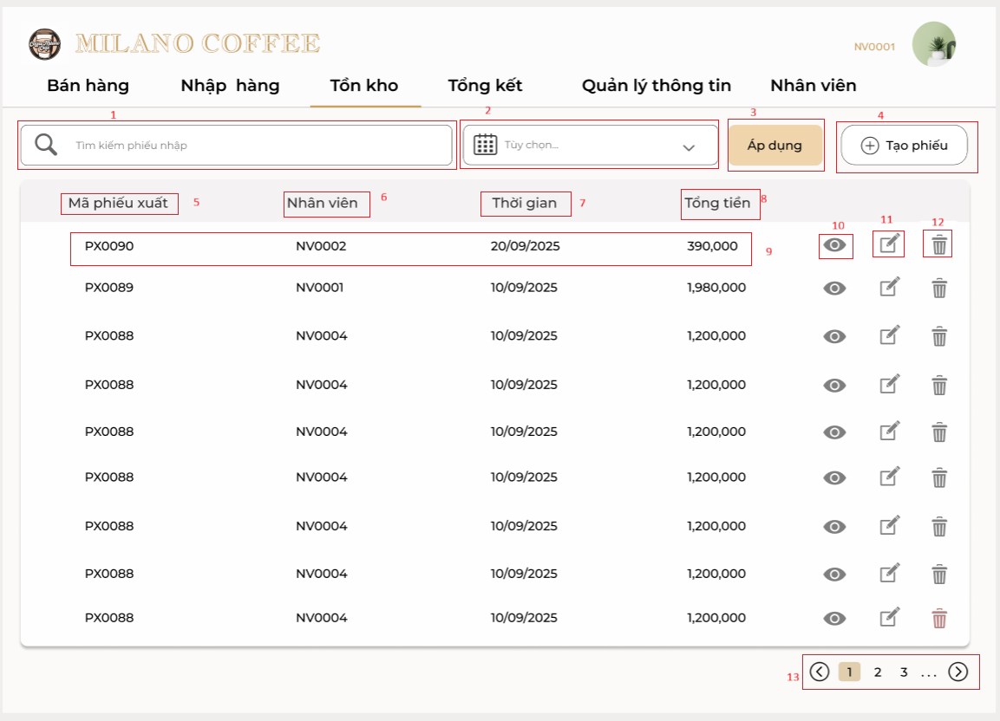 MILANO COFFEE
NV0001
Bán hàng Nhập hàng Tồn kho Tổng kết Quản lý thông tin Nhân viên
1 2 3 4
Tìm kiếm phiếu nhập Tùy chọn... Áp dụng Tạo phiếu
Mã phiếu xuất 5 Nhân viên 6 Thời gian 7 Tổng tiền 8
10 11 12
PX0090 NV0002 20/09/2025 390,000 9
PX0089 NV0001 10/09/2025 1,980,000
PX0088 NV0004 10/09/2025 1,200,000
PX0088 NV0004 10/09/2025 1,200,000
PX0088 NV0004 10/09/2025 1,200,000
PX0088 NV0004 10/09/2025 1,200,000
PX0088 NV0004 10/09/2025 1,200,000
PX0088 NV0004 10/09/2025 1,200,000
PX0088 NV0004 10/09/2025 1,200,000
13 1 2 3 ...